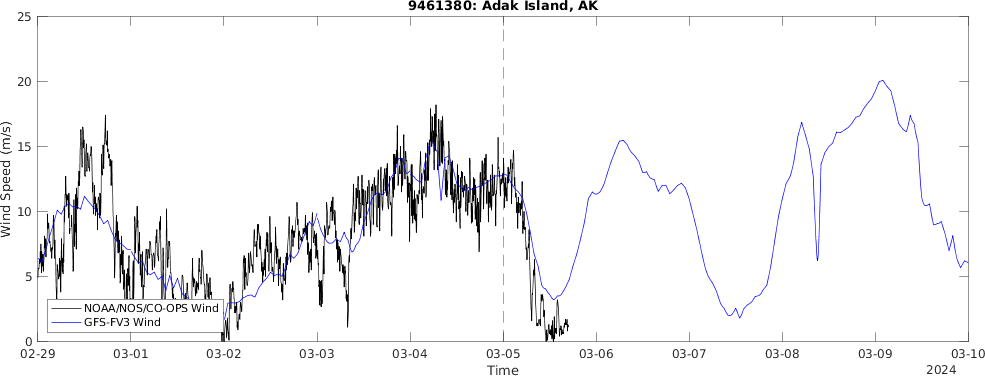 9461380: Adak Island, AK
Wind Speed (m/s)
25
20
15
10
5
0
NOAA/NOS/CO-OPS Wind
GFS-FV3 Wind
02-29 03-01 03-02 03-03 03-04 03-05 03-06 03-07 03-08 03-09 03-10
Time
2024